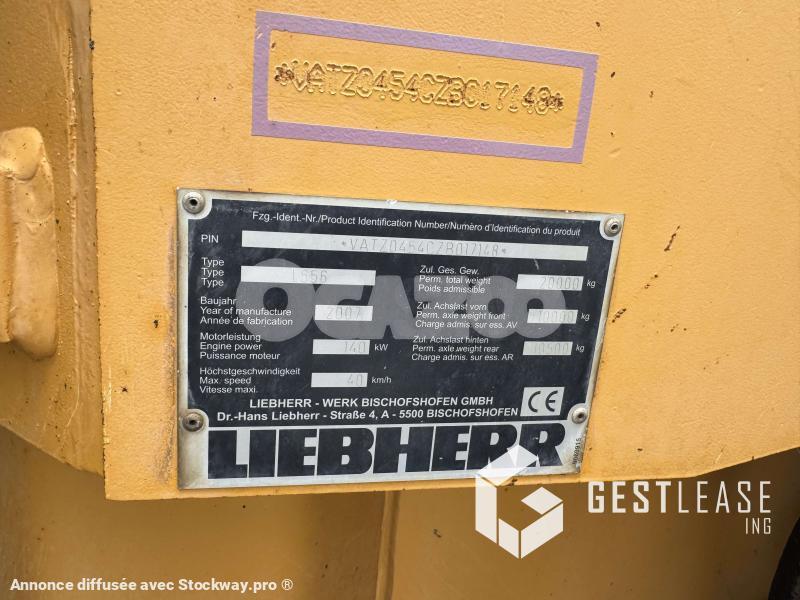 *VATZ0454CZB017148*
Fzg.-Ident.-Nr./Product Identification Number/Numéro d'Identification du produit
PIN *VATZ0454CZB017148*
Type
Type L556
Type
Zul. Ges. Gew.
Perm. total weight 20000 kg
Poids admissible
Baujahr
Year of manufacture 2007
Année de fabrication
Zul. Achslast vorn
Perm. axle weight front 10000 kg
Charge admis. sur ess. AV
Motorleistung
Engine power 140 kW
Puissance moteur
Zul. Achslast hinten
Perm. axle weight rear 10500 kg
Charge admis. sur ess. AR
Höchstgeschwindigkeit
Max. speed 40 km/h
Vitesse maxi.
LIEBHERR - WERK BISCHOFSHOFEN GMBH
Dr.-Hans Liebherr - Straße 4, A - 5500 BISCHOFSHOFEN
CE
LIEBHERR
OCAZOO
GESTLEASE
ING
Annonce diffusée avec Stockway.pro ®